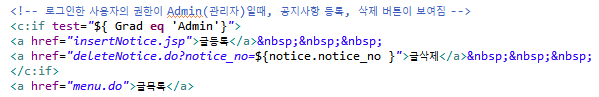 <!-- 로그인한 사용자의 권한이 Admin(관리자)일때, 공지사항 등록, 삭제 버튼이 보여짐 -->
<c:if test="${ Grad eq 'Admin'}">
<a href="insertNotice.jsp">글등록</a>&nbsp;&nbsp;&nbsp;
<a href="deleteNotice.do?notice_no=${notice.notice_no }">글삭제</a>&nbsp;&nbsp;&nbsp;
</c:if>
<a href="menu.do">글목록</a>